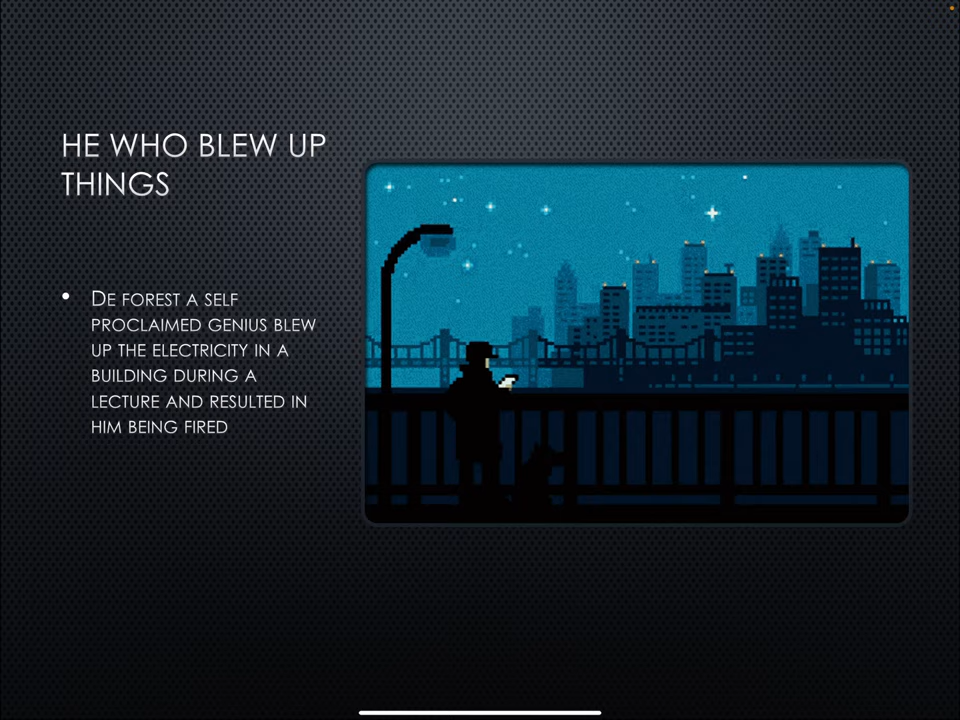 HE WHO BLEW UP
THINGS
• DE FOREST A SELF
PROCLAIMED GENIUS BLEW
UP THE ELECTRICITY IN A
BUILDING DURING A
LECTURE AND RESULTED IN
HIM BEING FIRED